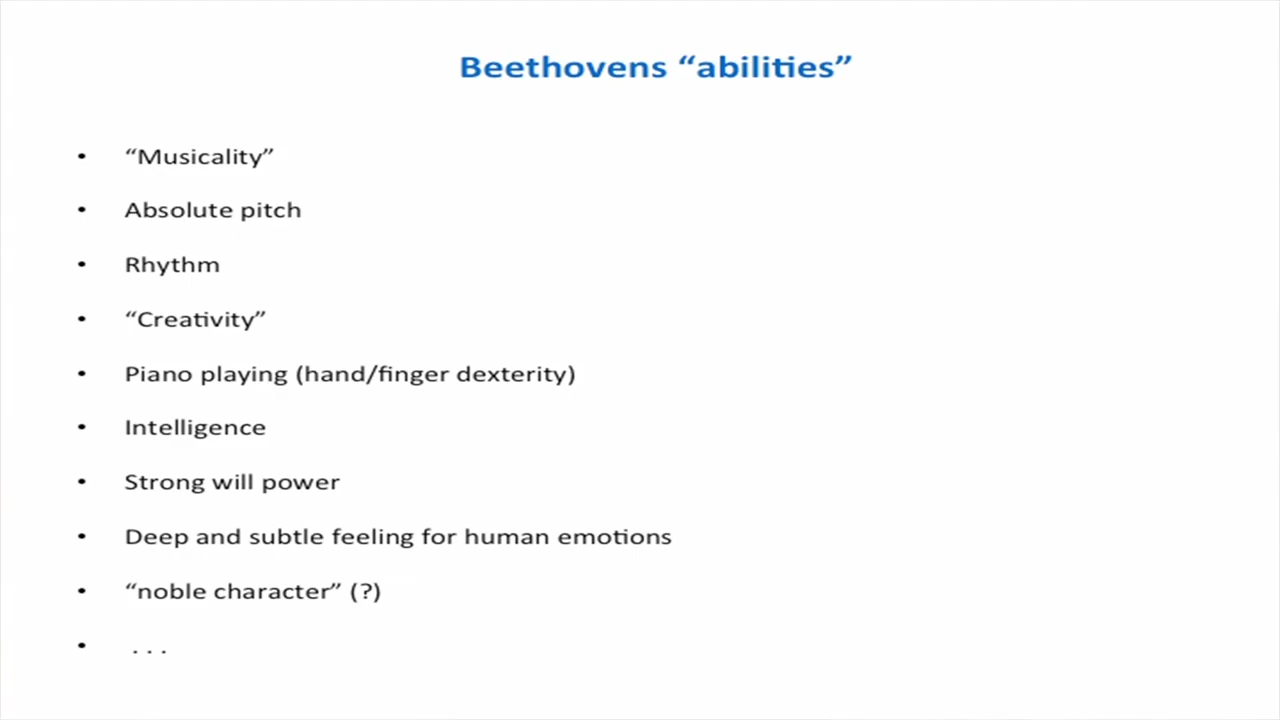 Beethovens “abilities”
• “Musicality”
• Absolute pitch
• Rhythm
• “Creativity”
• Piano playing (hand/finger dexterity)
• Intelligence
• Strong will power
• Deep and subtle feeling for human emotions
• “noble character” (?)
• . . .